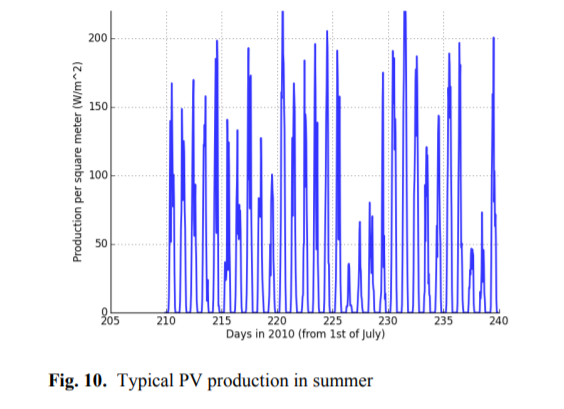 200
150
100
50
0
205 210 215 220 225 230 235 240
Production per square meter (W/m^2)
Days in 2010 (from 1st of July)
Fig. 10. Typical PV production in summer